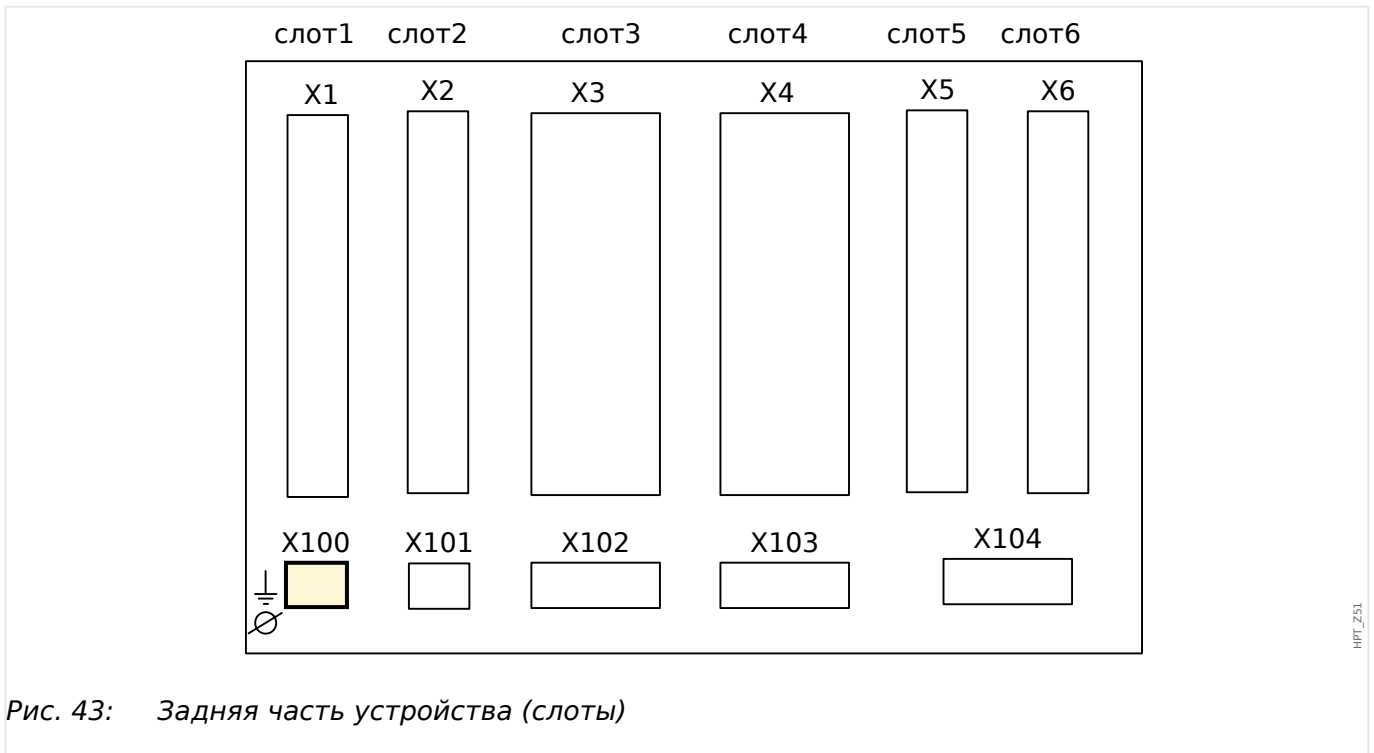 слот1 слот2 слот3 слот4 слот5 слот6
X1 X2 X3 X4 X5 X6
X100 X101 X102 X103 X104
HPT_Z51
Рис. 43: Задняя часть устройства (слоты)